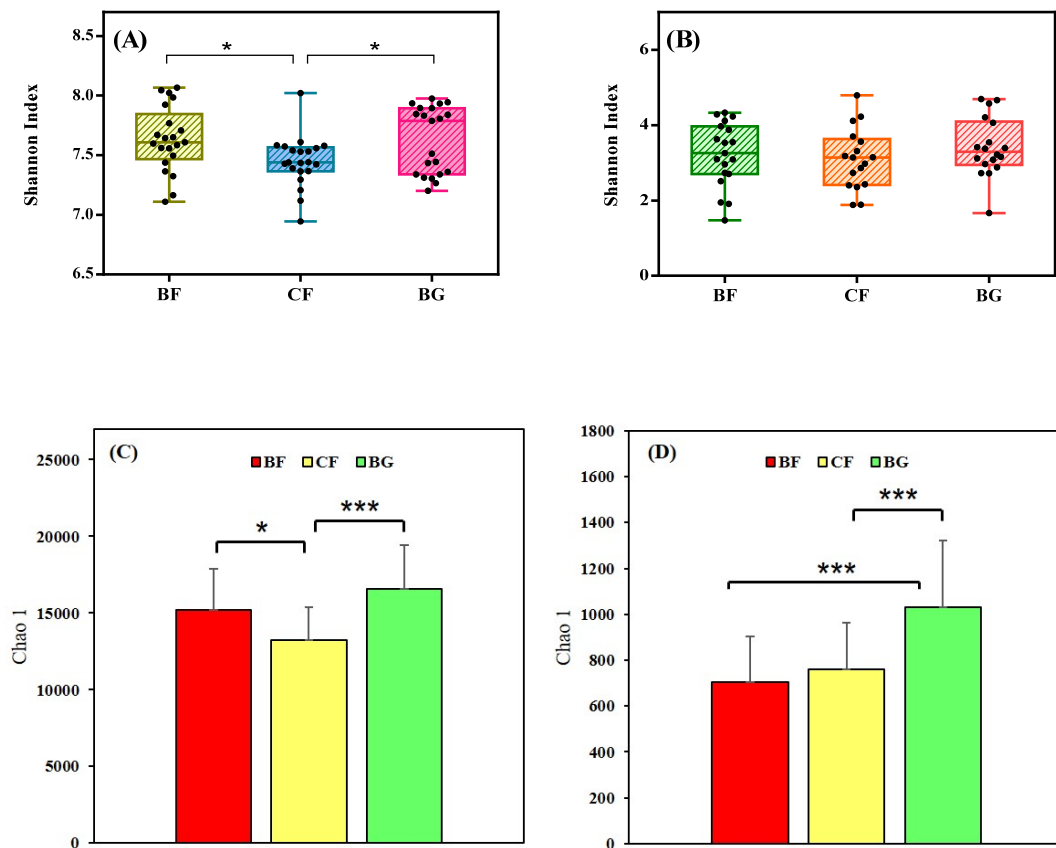 (A)
*
*
Shannon Index
8.5
8.0
7.5
7.0
6.5
BF
CF
BG
(B)
Shannon Index
6
4
2
0
BF
CF
BG
(C)
BF
CF
BG
*
***
Chao 1
25000
20000
15000
10000
5000
0
(D)
BF
CF
BG
***
***
Chao 1
1800
1600
1400
1200
1000
800
600
400
200
0